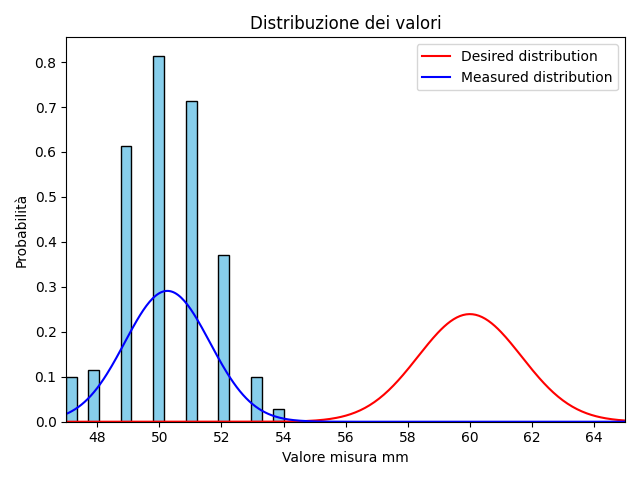 Distribuzione dei valori
Desired distribution
Measured distribution
Probabilità
0.8
0.7
0.6
0.5
0.4
0.3
0.2
0.1
0.0
48 50 52 54 56 58 60 62 64
Valore misura mm